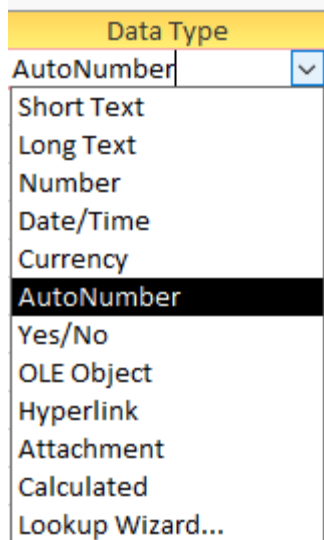 Data Type
AutoNumber
Short Text
Long Text
Number
Date/Time
Currency
AutoNumber
Yes/No
OLE Object
Hyperlink
Attachment
Calculated
Lookup Wizard...